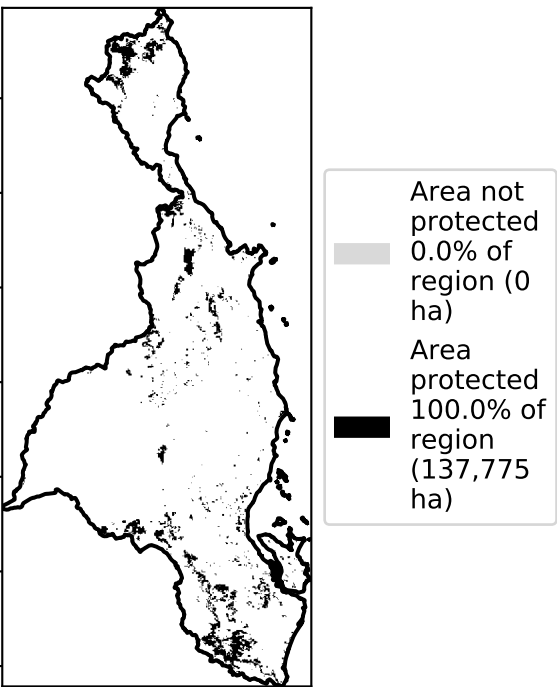 Area not
protected
0.0% of
region (0
ha)
Area
protected
100.0% of
region
(137,775
ha)